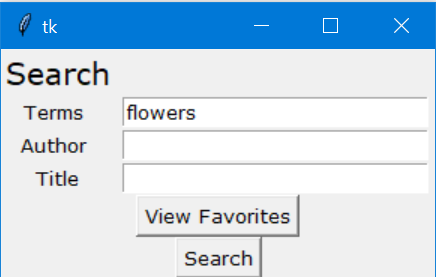 tk
Search
Terms flowers
Author
Title
View Favorites
Search